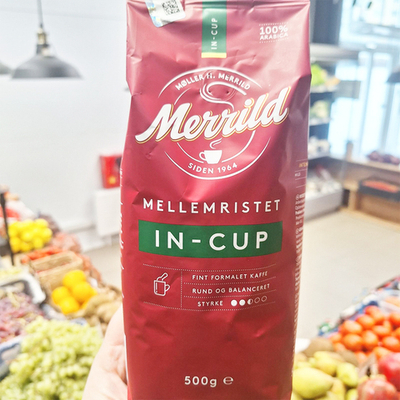 IN-CUP
100%
ARABICA
MØLLER H. MERRILD
Merrild
SIDEN 1964
MELLEMRISTET
IN-CUP
FINT FORMALET KAFFE
RUND OG BALANCERET
STYRKE
500g ℮